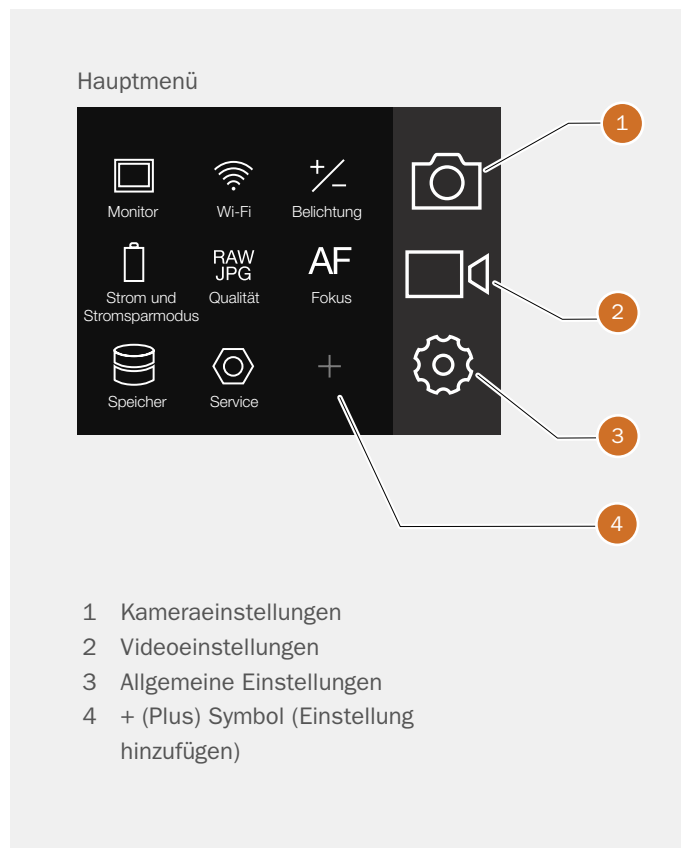 Hauptmenü
1
Monitor
Wi-Fi
Belichtung
RAW
JPG
AF
Strom und
Stromsparmodus
Qualität
Fokus
2
Speicher
Service
3
4
1 Kameraeinstellungen
2 Videoeinstellungen
3 Allgemeine Einstellungen
4 + (Plus) Symbol (Einstellung
hinzufügen)